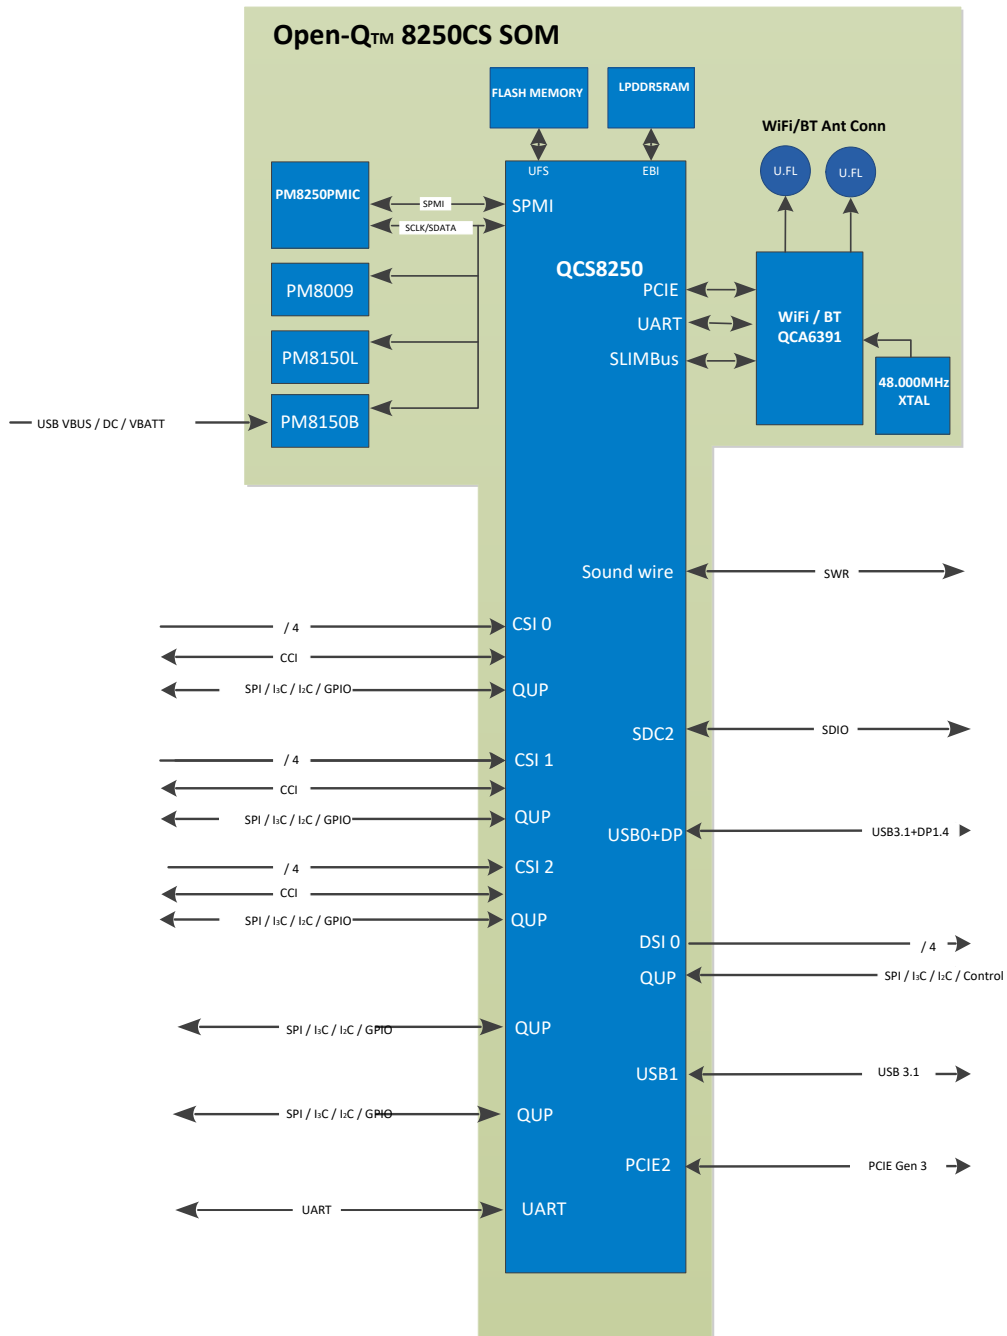 Open-QTM 8250CS SOM
FLASH MEMORY
LPDDR5RAM
WiFi/BT Ant Conn
U.FL
U.FL
UFS
EBI
PM8250PMIC
SPMI
SPMI
SCLK/SDATA
QCS8250
PM8009
PCIE
UART
WiFi / BT
QCA6391
PM8150L
SLIMBus
48.000MHz
XTAL
USB VBUS / DC / VBATT
PM8150B
Sound wire
SWR
/ 4
CSI 0
CCI
SPI / I3C / I2C / GPIO
QUP
SDC2
SDIO
/ 4
CSI 1
CCI
SPI / I3C / I2C / GPIO
QUP
USB0+DP
USB3.1+DP1.4
/ 4
CSI 2
CCI
SPI / I3C / I2C / GPIO
QUP
DSI 0
/ 4
QUP
SPI / I3C / I2C / Control
SPI / I3C / I2C / GPIO
QUP
USB1
USB 3.1
SPI / I3C / I2C / GPIO
QUP
PCIE2
PCIE Gen 3
UART
UART